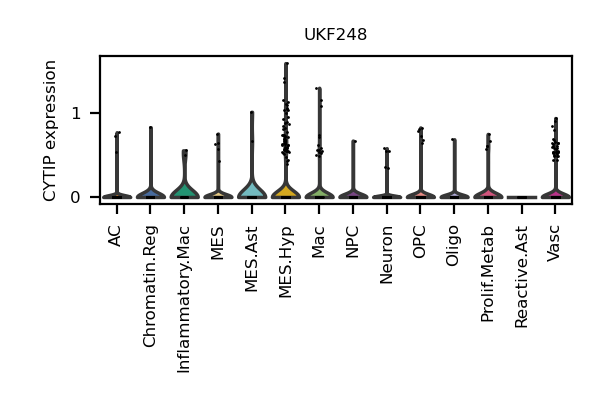 UKF248
CYTIP expression
1
0
AC
Chromatin.Reg
Inflammatory.Mac
MES
MES.Ast
MES.Hyp
Mac
NPC
Neuron
OPC
Oligo
Prolif.Metab
Reactive.Ast
Vasc